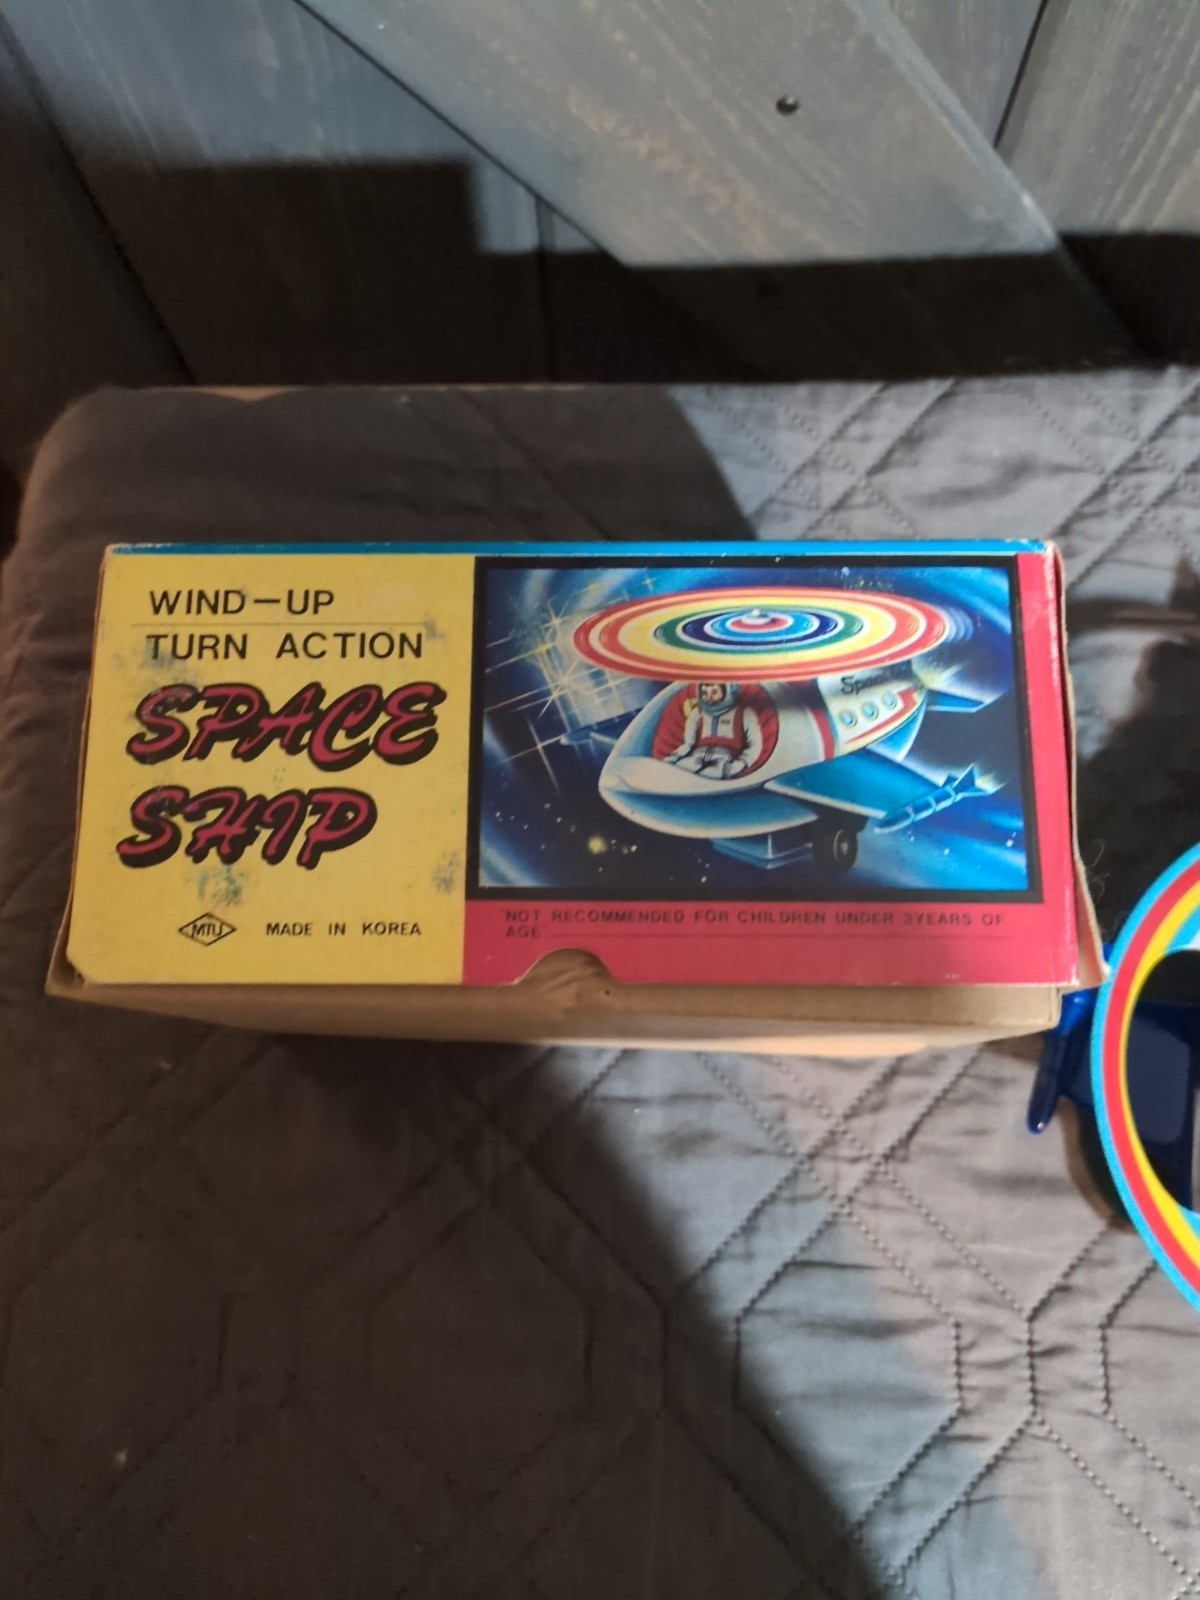 WIND-UP
TURN ACTION
SPACE
SHIP
MTU MADE IN KOREA
"NOT RECOMMENDED FOR CHILDREN UNDER 3YEARS OF
AGE"